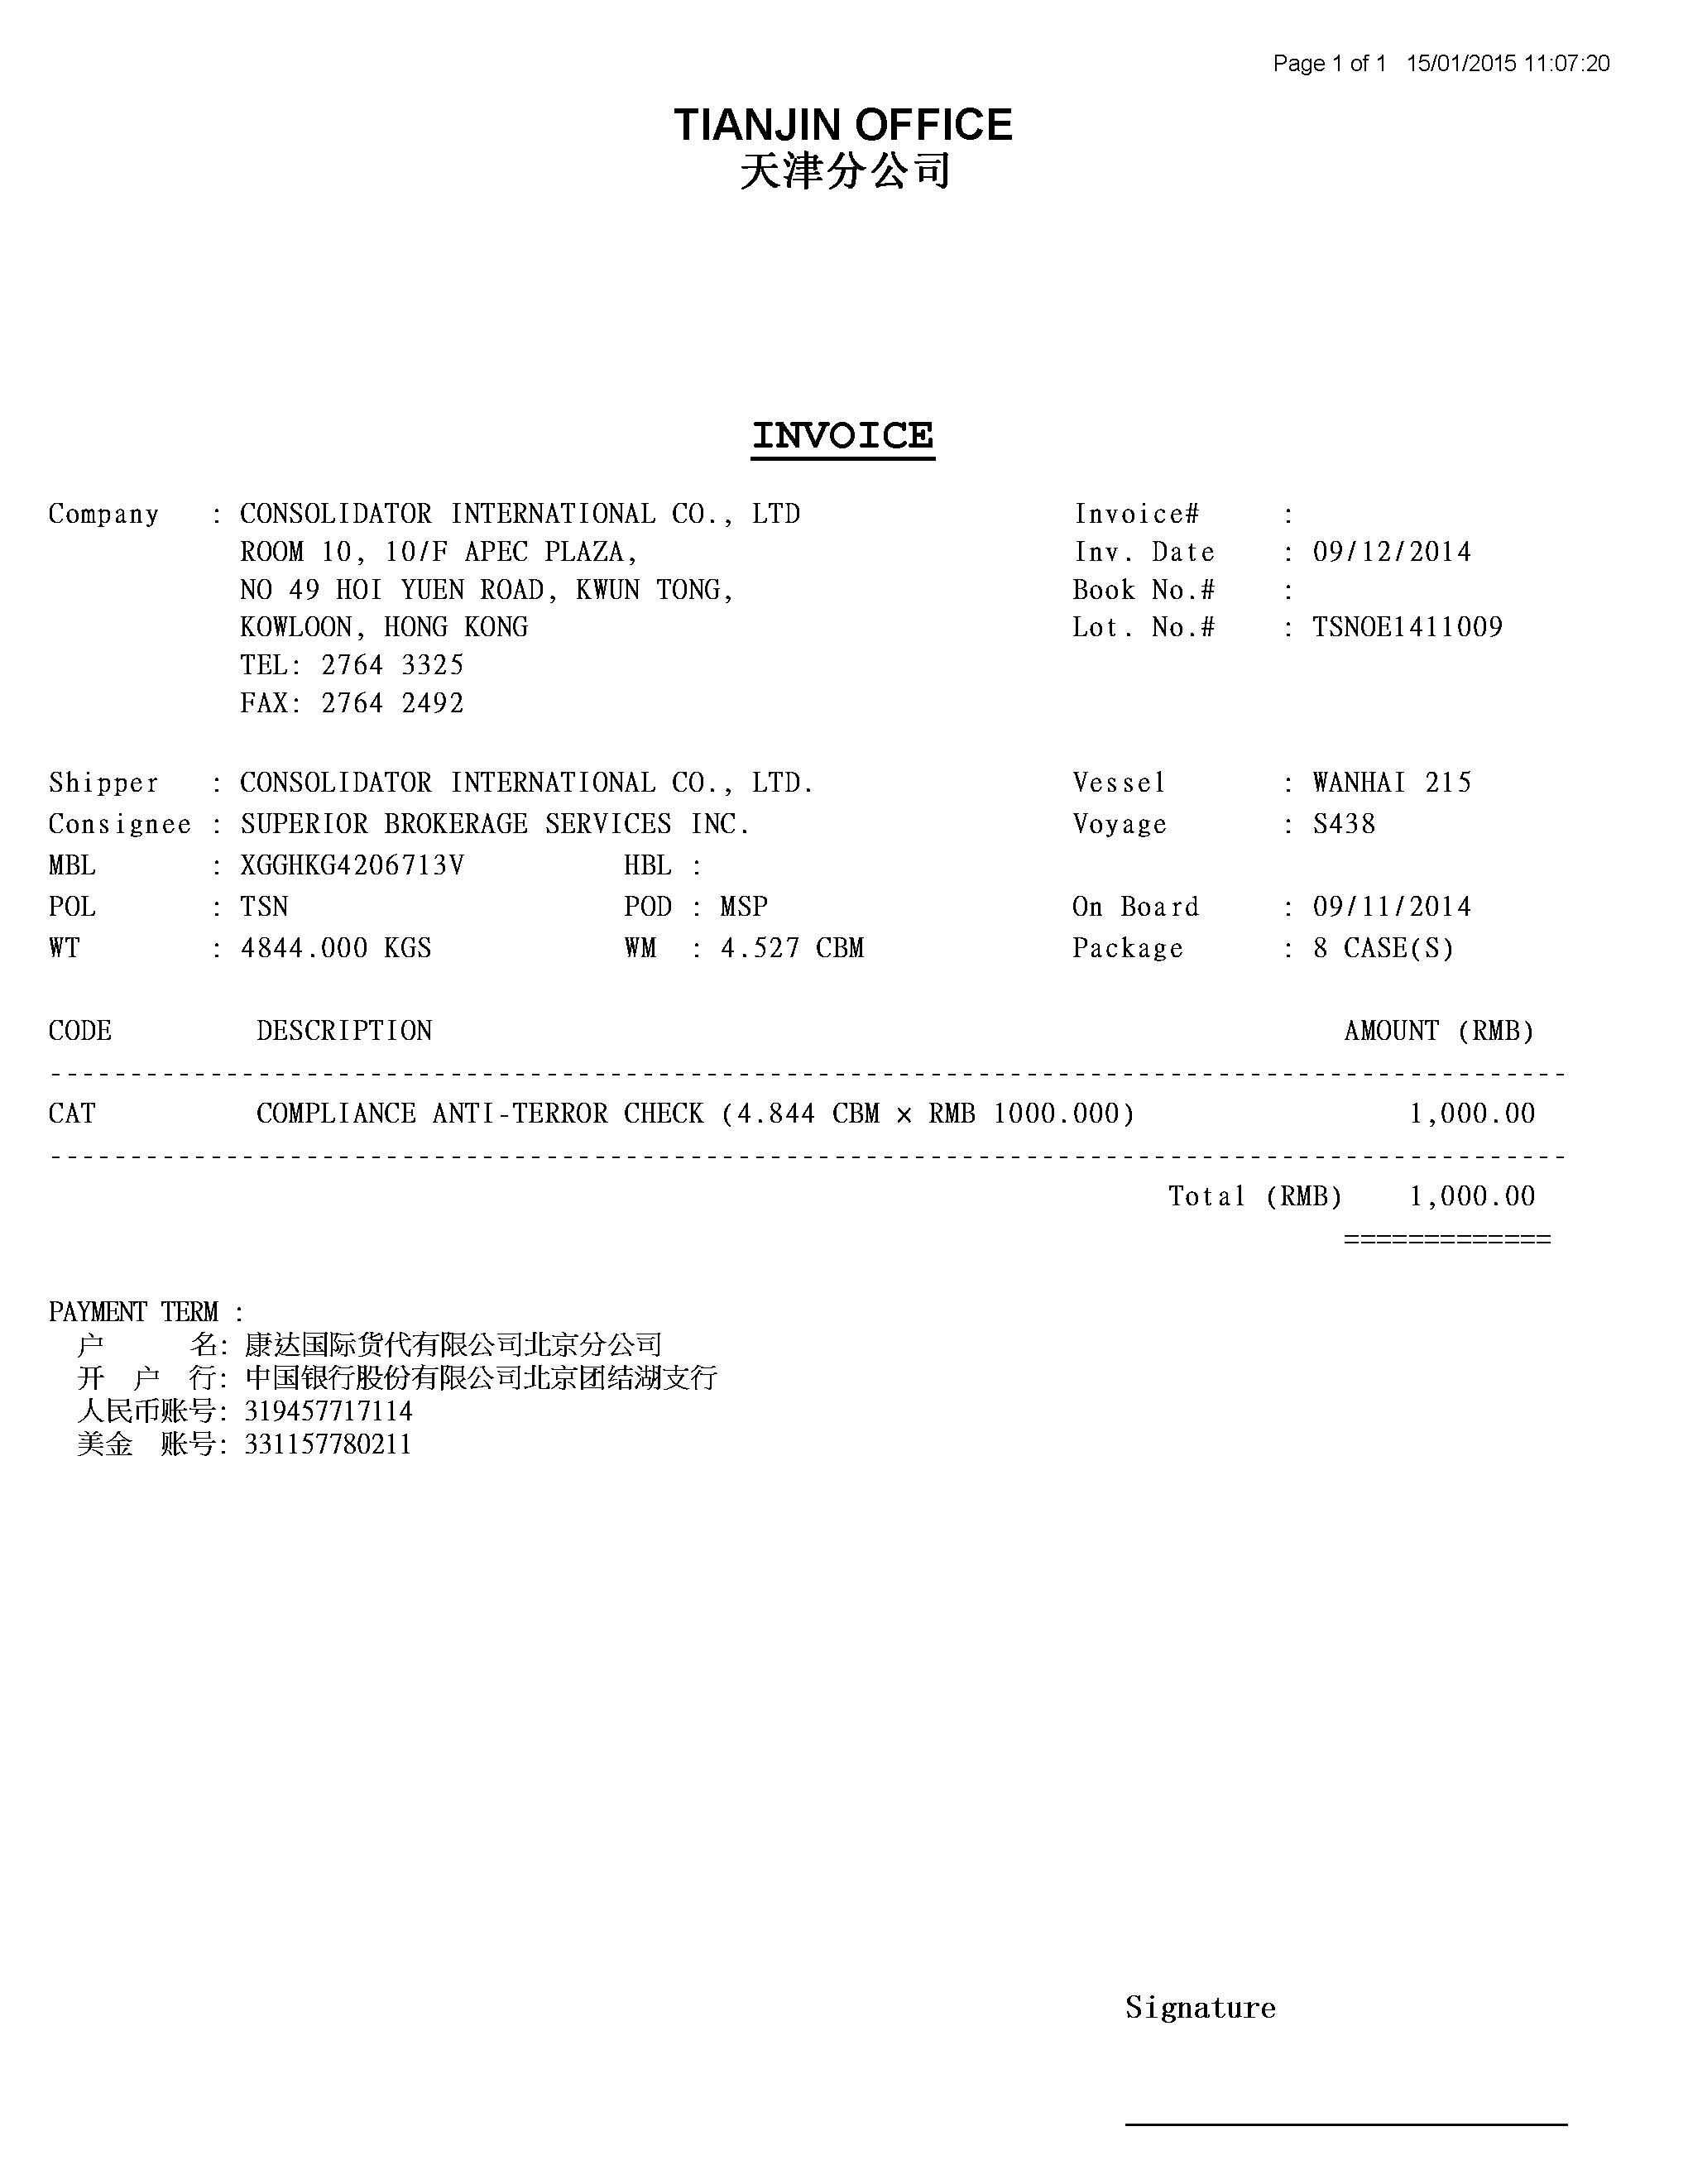 Page 1 of 1 15/01/2015 11:07:20
TIANJIN OFFICE
天津分公司
INVOICE
Company : CONSOLIDATOR INTERNATIONAL CO., LTD Invoice# :
ROOM 10, 10/F APEC PLAZA, Inv. Date : 09/12/2014
NO 49 HOI YUEN ROAD, KWUN TONG, Book No.# :
KOWLOON, HONG KONG Lot. No.# : TSNOE1411009
TEL: 2764 3325
FAX: 2764 2492
Shipper : CONSOLIDATOR INTERNATIONAL CO., LTD. Vessel : WANHAI 215
Consignee : SUPERIOR BROKERAGE SERVICES INC. Voyage : S438
MBL : XGGHKG4206713V HBL :
POL : TSN POD : MSP On Board : 09/11/2014
WT : 4844.000 KGS WM : 4.527 CBM Package : 8 CASE(S)
CODE DESCRIPTION AMOUNT (RMB)
CAT COMPLIANCE ANTI-TERROR CHECK (4.844 CBM x RMB 1000.000) 1,000.00
Total (RMB) 1,000.00
=============
PAYMENT TERM :
户 名: 康达国际货代有限公司北京分公司
开 户 行: 中国银行股份有限公司北京团结湖支行
人民币账号: 319457717114
美金 账号: 331157780211
Signature